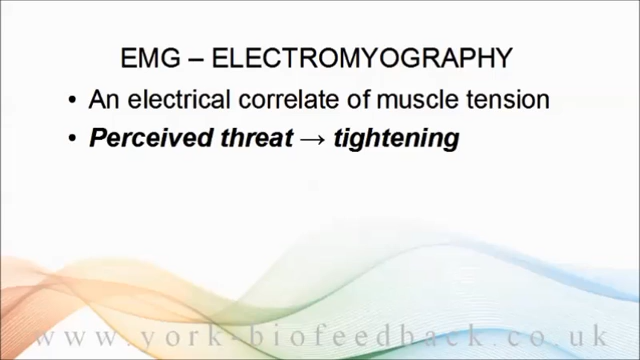 EMG – ELECTROMYOGRAPHY
• An electrical correlate of muscle tension
• Perceived threat → tightening
www.york-biofeedback.co.uk